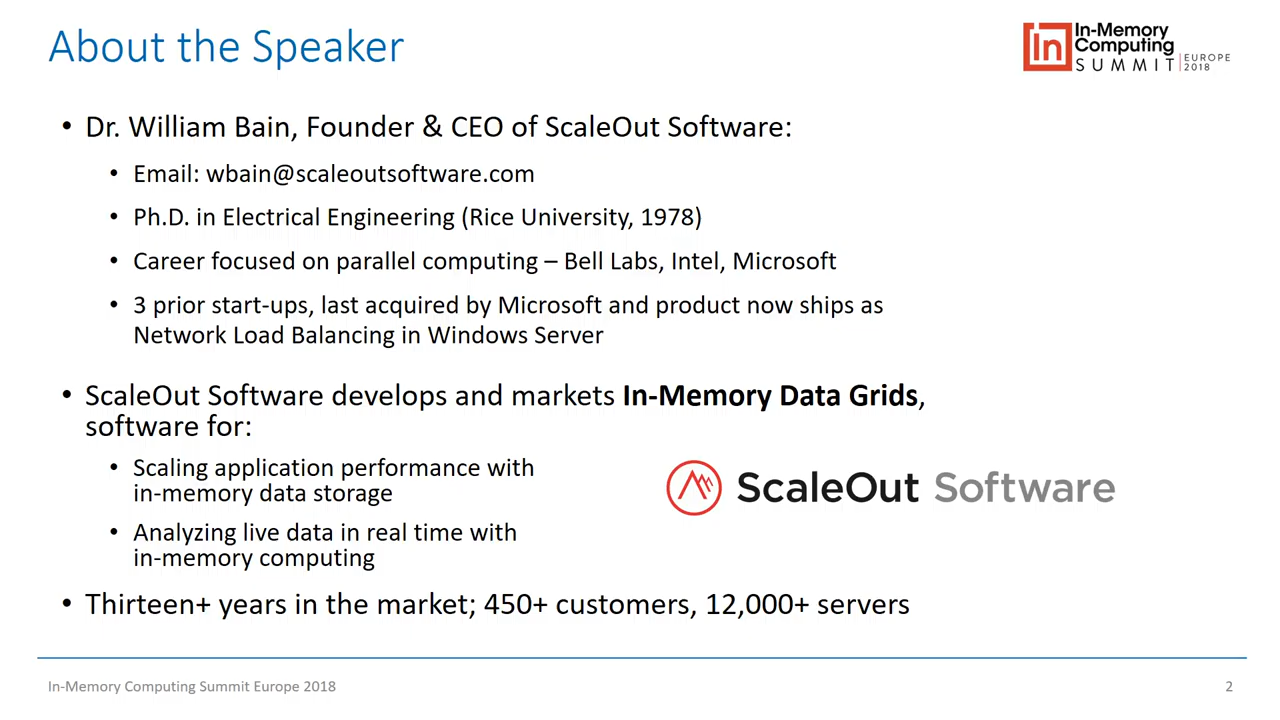 About the Speaker
In-Memory
Computing
SUMMIT
EUROPE
2018
• Dr. William Bain, Founder & CEO of ScaleOut Software:
• Email: wbain@scaleoutsoftware.com
• Ph.D. in Electrical Engineering (Rice University, 1978)
• Career focused on parallel computing – Bell Labs, Intel, Microsoft
• 3 prior start-ups, last acquired by Microsoft and product now ships as
Network Load Balancing in Windows Server
• ScaleOut Software develops and markets In-Memory Data Grids,
software for:
• Scaling application performance with
in-memory data storage
• Analyzing live data in real time with
in-memory computing
ScaleOut Software
• Thirteen+ years in the market; 450+ customers, 12,000+ servers
In-Memory Computing Summit Europe 2018
2